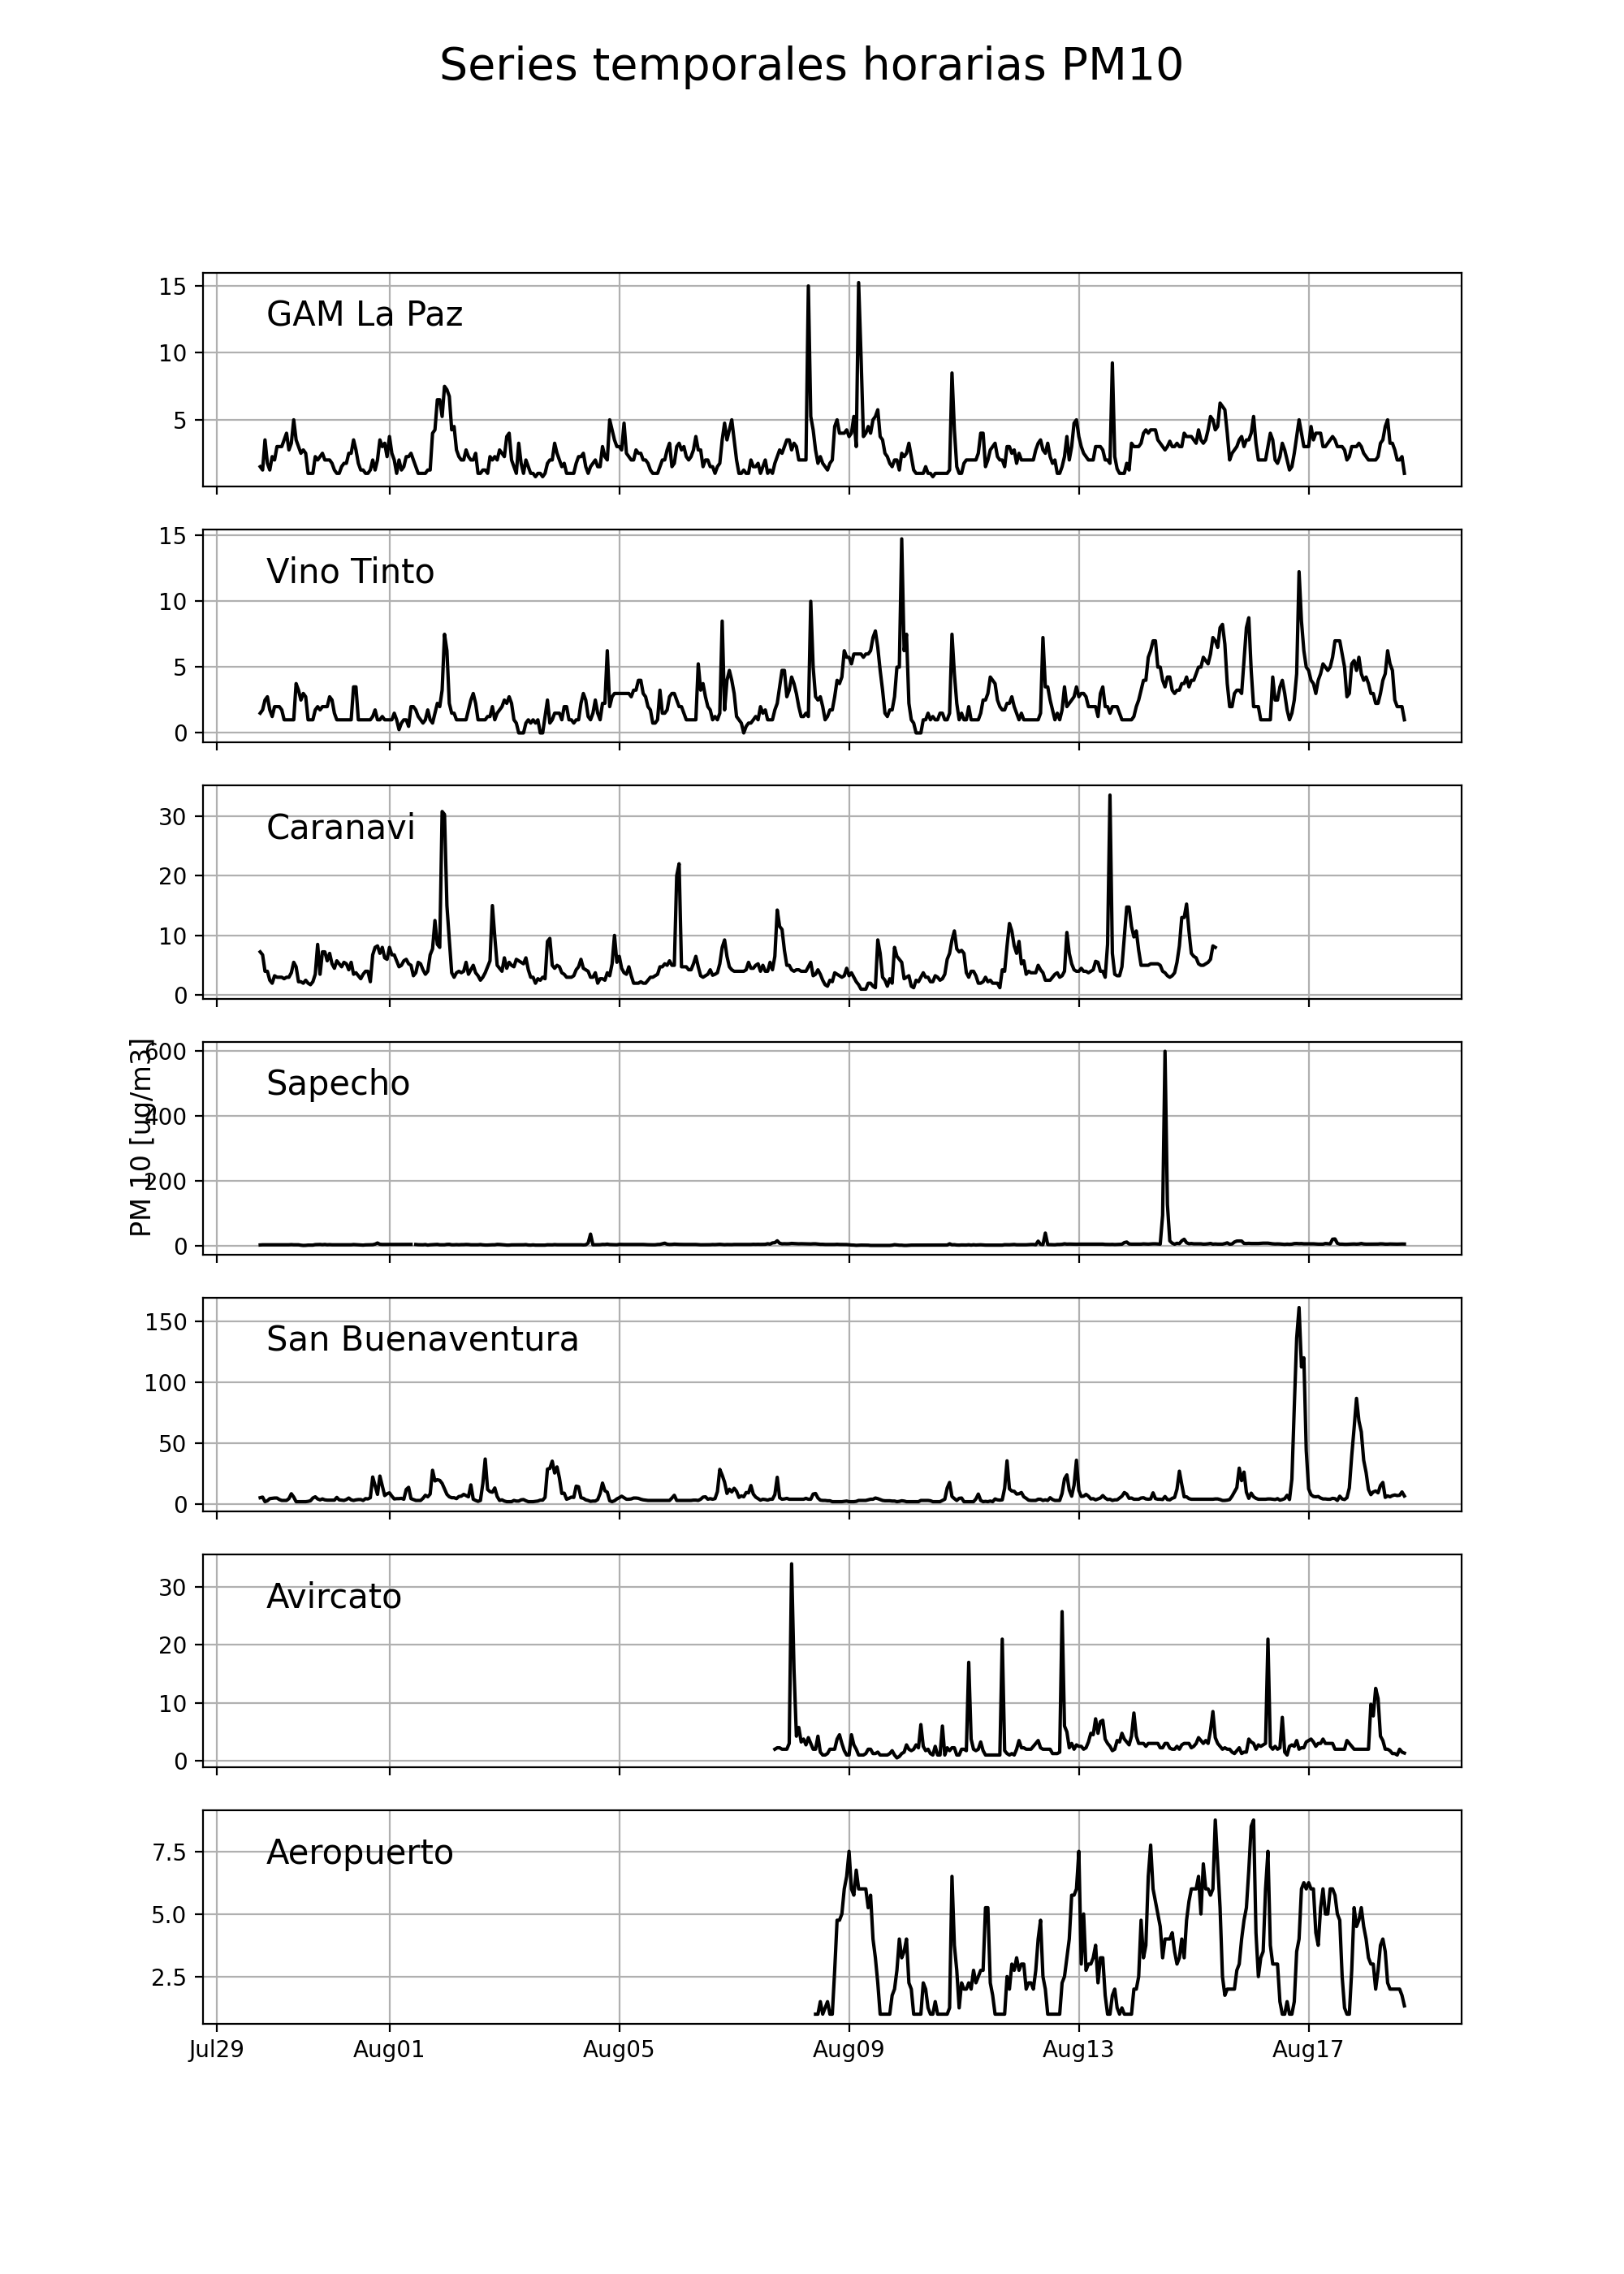 Series temporales horarias PM10
15
GAM La Paz
10
5
15
Vino Tinto
10
5
0
30
Caranavi
20
10
0
PM 10 [ug/m3]
600
Sapecho
400
200
0
150
San Buenaventura
100
50
0
30
Avircato
20
10
0
7.5
Aeropuerto
5.0
2.5
Jul29 Aug01 Aug05 Aug09 Aug13 Aug17